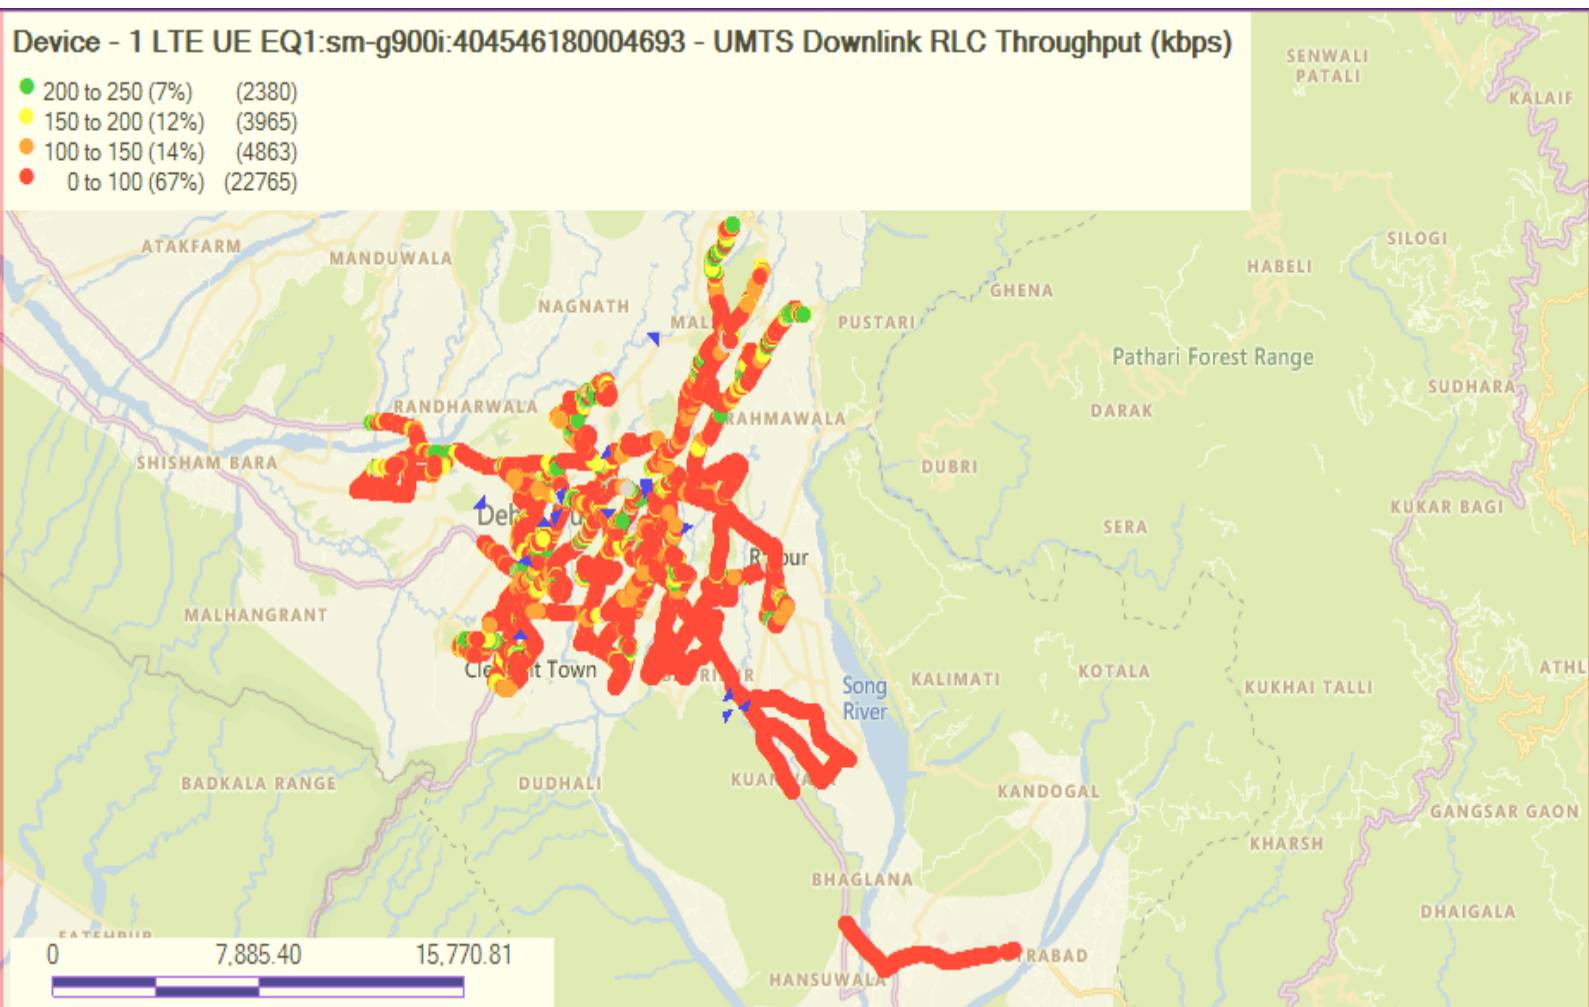 Device - 1 LTE UE EQ1:sm-g900i:404546180004693 - UMTS Downlink RLC Throughput (kbps)
200 to 250 (7%) (2380)
150 to 200 (12%) (3965)
100 to 150 (14%) (4863)
0 to 100 (67%) (22765)
SENWALI
PATALI
KALAIF
ATAKFARM
MANDUWALA
SILOGI
HABELI
GHENA
NAGNATH
PUSTARI
Pathari Forest Range
SUDHARA
RANDHARWALA
DARAK
SHISHAM BARA
DUBRI
KUKAR BAGI
SERA
MALHANGRANT
Town
KALIMATI
KOTALA
ATHL
KUKHAI TALLI
Song
River
BADKALA RANGE
DUDHALI
KANDOGAL
GANGSAR GAON
KHARSH
BHAGLANA
DHAIGALA
HANSUWALA
0 7,885.40 15,770.81